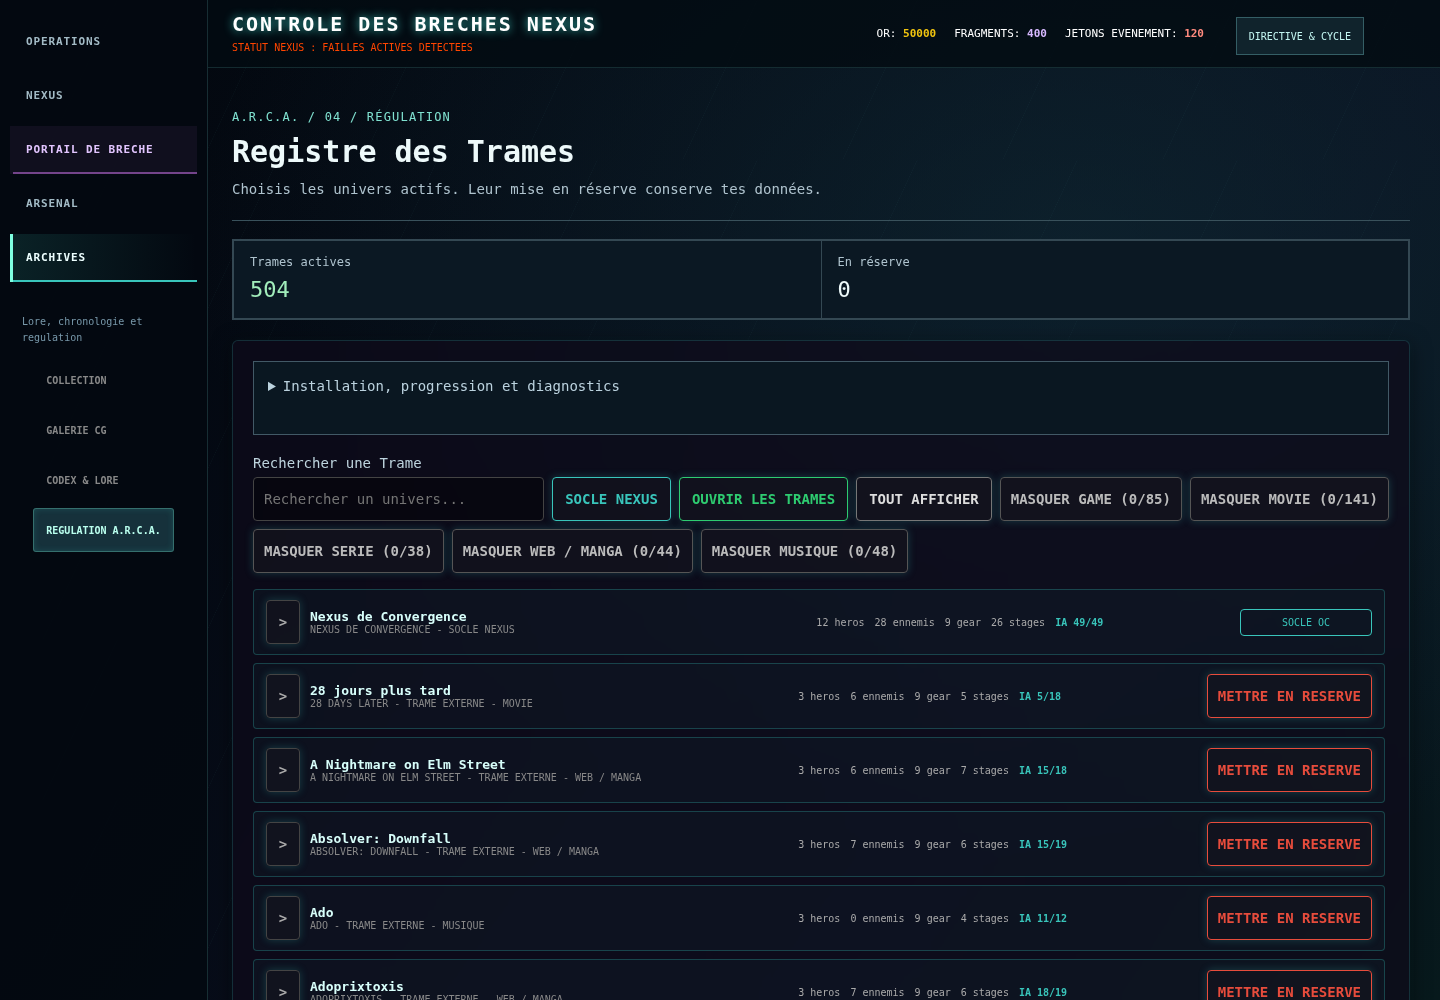 OPERATIONS
NEXUS
PORTAIL DE BRECHE
ARSENAL
ARCHIVES
Lore, chronologie et
regulation
COLLECTION
GALERIE CG
CODEX & LORE
REGULATION A.R.C.A.
CONTROLE DES BRECHES NEXUS
STATUT NEXUS : FAILLES ACTIVES DETECTEES
OR: 50000 FRAGMENTS: 400 JETONS EVENEMENT: 120
DIRECTIVE & CYCLE
A.R.C.A. / 04 / RÉGULATION
Registre des Trames
Choisis les univers actifs. Leur mise en réserve conserve tes données.
Trames actives
504
En réserve
0
Installation, progression et diagnostics
Rechercher une Trame
Rechercher un univers...
SOCLE NEXUS
OUVRIR LES TRAMES
TOUT AFFICHER
MASQUER GAME (0/85)
MASQUER MOVIE (0/141)
MASQUER SERIE (0/38)
MASQUER WEB / MANGA (0/44)
MASQUER MUSIQUE (0/48)
> Nexus de Convergence
NEXUS DE CONVERGENCE - SOCLE NEXUS
12 heros 28 ennemis 9 gear 26 stages IA 49/49
SOCLE OC
> 28 jours plus tard
28 DAYS LATER - TRAME EXTERNE - MOVIE
3 heros 6 ennemis 9 gear 5 stages IA 5/18
METTRE EN RESERVE
> A Nightmare on Elm Street
A NIGHTMARE ON ELM STREET - TRAME EXTERNE - WEB / MANGA
3 heros 6 ennemis 9 gear 7 stages IA 15/18
METTRE EN RESERVE
> Absolver: Downfall
ABSOLVER: DOWNFALL - TRAME EXTERNE - WEB / MANGA
3 heros 7 ennemis 9 gear 6 stages IA 15/19
METTRE EN RESERVE
> Ado
ADO - TRAME EXTERNE - MUSIQUE
3 heros 0 ennemis 9 gear 4 stages IA 11/12
METTRE EN RESERVE
> Adoprixtoxis
ADOPRIXTOXIS - TRAME EXTERNE - WEB / MANGA
3 heros 7 ennemis 9 gear 6 stages IA 18/19
METTRE EN RESERVE